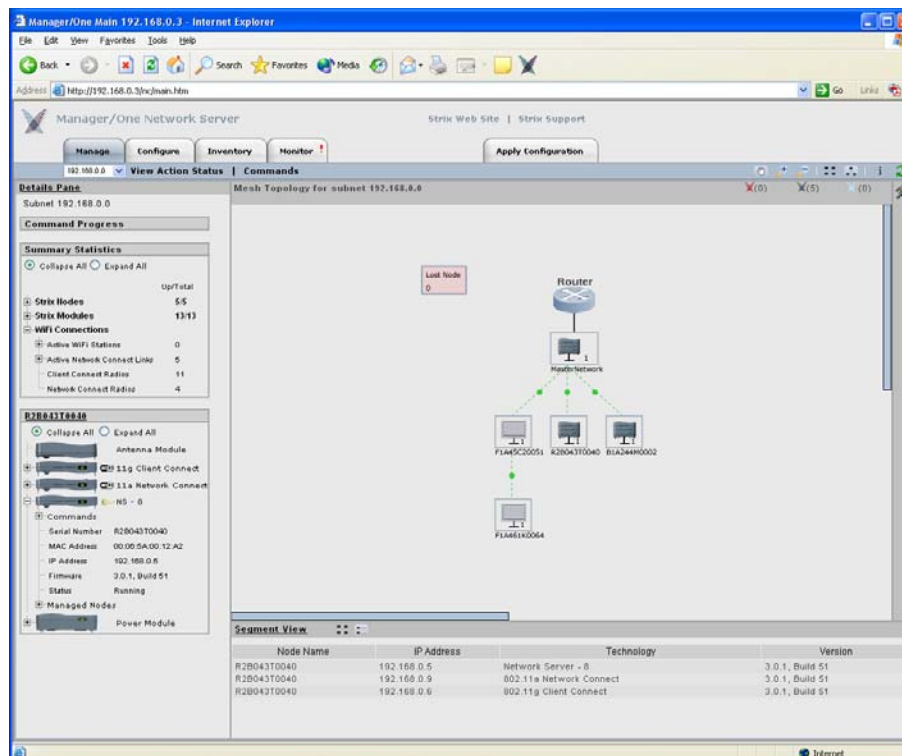 Manager/One Main 192.168.0.3 - Internet Explorer
File Edit View Favorites Tools Help
Back Search Favorites Media
Address http://192.168.0.3/nc/main.htm Go Links
Manager/One Network Server Strix Web Site | Strix Support
Manage Configure Inventory Monitor ! Apply Configuration
192.168.0.0 View Action Status | Commands
Details Pane
Subnet 192.168.0.0
Command Progress
Summary Statistics
Collapse All Expand All
Up/Total
Strix Nodes 5/5
Strix Modules 13/13
WiFi Connections
Active WiFi Stations 0
Active Network Connect Links 5
Client Connect Radios 11
Network Connect Radios 4
R2B043T0040
Collapse All Expand All
Antenna Module
11g Client Connect
11a Network Connect
NS - 8
Commands
Serial Number R2B043T0040
MAC Address 00:06:5A:00:12:A2
IP Address
Firmware 3.0.1, Build 51
Status Running
Managed Nodes
Power Module
Mesh Topology for subnet 192.168.0.0 (0) (5) (0)
Lost Node
0
Router
1
MasterNetwork
1 1 1
F1A45C20051 R2B043T0040 B1A244M0002
1
F1A461K0064
Segment View
Node Name IP Address Technology Version
R2B043T0040 192.168.0.5 Network Server - 8 3.0.1, Build 51
R2B043T0040 192.168.0.9 802.11a Network Connect 3.0.1, Build 51
R2B043T0040 192.168.0.6 802.11g Client Connect 3.0.1, Build 51
Internet